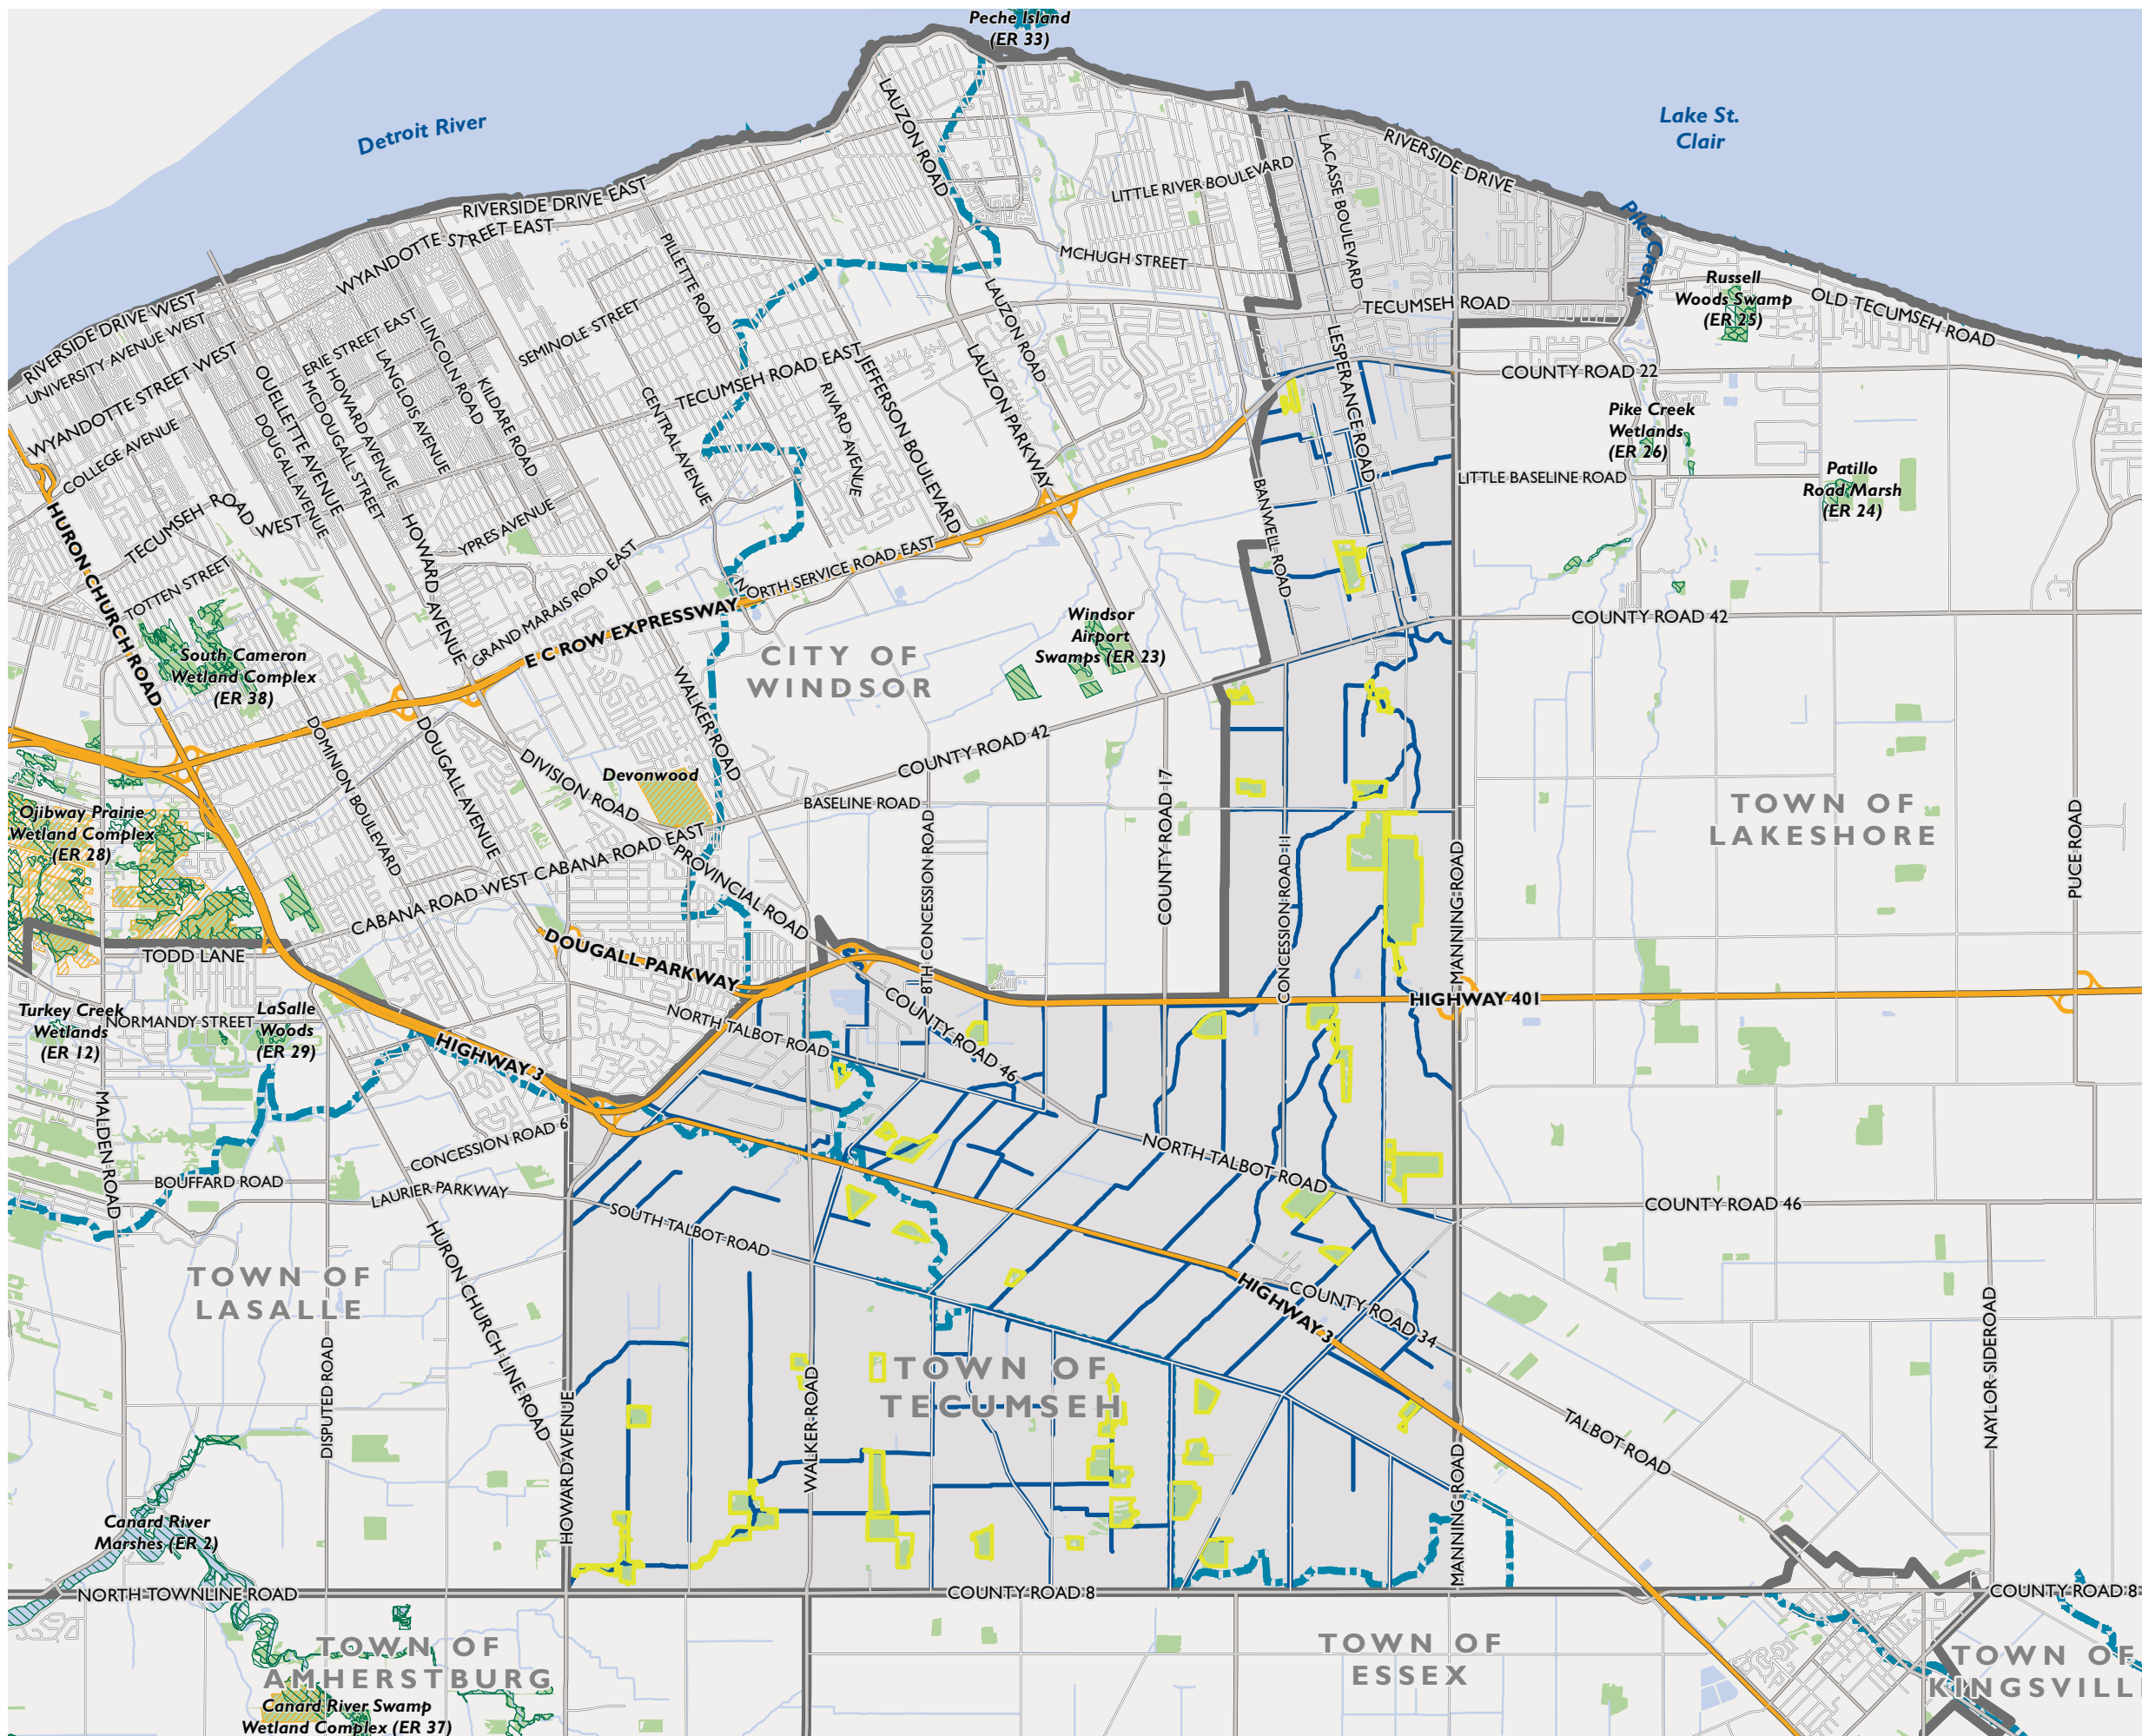 Peche Island
(ER 33)
Detroit River
Lake St.
Clair
LAUZON ROAD
LACASSE BOULEVARD
RIVERSIDE DRIVE
LITTLE RIVER BOULEVARD
RIVERSIDE DRIVE EAST
WYANDOTTE STREET EAST
Pike Creek
PILLETTE ROAD
MCHUGH STREET
Russell
Woods Swamp
(ER 25)
OLD TECUMSEH ROAD
TECUMSEH ROAD
LAUZON ROAD
RIVERSIDE DRIVE WEST
UNIVERSITY AVENUE WEST
WYANDOTTE STREET WEST
ERIE STREET EAST
LINCOLN ROAD
SEMINOLE STREET
LESPERANCE ROAD
LAUZON PARKWAY
TECUMSEH ROAD EAST
JEFFERSON BOULEVARD
COUNTY ROAD 22
OUELLETTE AVENUE
MCDOUGALL STREET
HOWARD AVENUE
LANGLOIS AVENUE
KILDARE ROAD
CENTRAL AVENUE
RIVARD AVENUE
Pike Creek
Wetlands
(ER 26)
DOUGALL AVENUE
COLLEGE AVENUE
Patillo
Road Marsh
(ER 24)
LITTLE BASELINE ROAD
BANWELL ROAD
HURON CHURCH ROAD
TECUMSEH ROAD
WEST
HOWARD AVENUE
YPRES AVENUE
GRAND MARAIS ROAD EAST
NORTH SERVICE ROAD EAST
TOTTEN STREET
E C ROW EXPRESSWAY
Windsor
Airport
Swamps (ER 23)
COUNTY ROAD 42
South Cameron
Wetland Complex
(ER 38)
CITY OF
WINDSOR
WALKER ROAD
DOMINION BOULEVARD
DOUGALL AVENUE
DIVISION ROAD
COUNTY ROAD 42
Devonwood
BASELINE ROAD
COUNTY ROAD 17
TOWN OF
LAKESHORE
Ojibway Prairie
Wetland Complex
(ER 28)
8TH CONCESSION ROAD
CONCESSION ROAD 11
MANNING ROAD
PUCE ROAD
CABANA ROAD WEST
CABANA ROAD EAST
PROVINCIAL ROAD
TODD LANE
DOUGALL PARKWAY
COUNTY ROAD 46
HIGHWAY 401
Turkey Creek
Wetlands
(ER 12)
NORMANDY STREET
LaSalle
Woods
(ER 29)
HIGHWAY 3
NORTH TALBOT ROAD
MALDEN ROAD
CONCESSION ROAD 6
NORTH TALBOT ROAD
BOUFFARD ROAD
LAURIER PARKWAY
COUNTY ROAD 46
SOUTH TALBOT ROAD
HURON CHURCH LINE ROAD
TOWN OF
LASALLE
HIGHWAY 3
COUNTY ROAD 34
DISPUTED ROAD
HOWARD AVENUE
WALKER ROAD
TOWN OF
TECUMSEH
NAYLOR SIDEROAD
TALBOT ROAD
MANNING ROAD
Canard River
Marshes (ER 2)
NORTH TOWNLINE ROAD
COUNTY ROAD 8
COUNTY ROAD 8
TOWN OF
AMHERSTBURG
TOWN OF
ESSEX
TOWN OF
KINGSVILL
Canard River Swamp
Wetland Complex (ER 37)